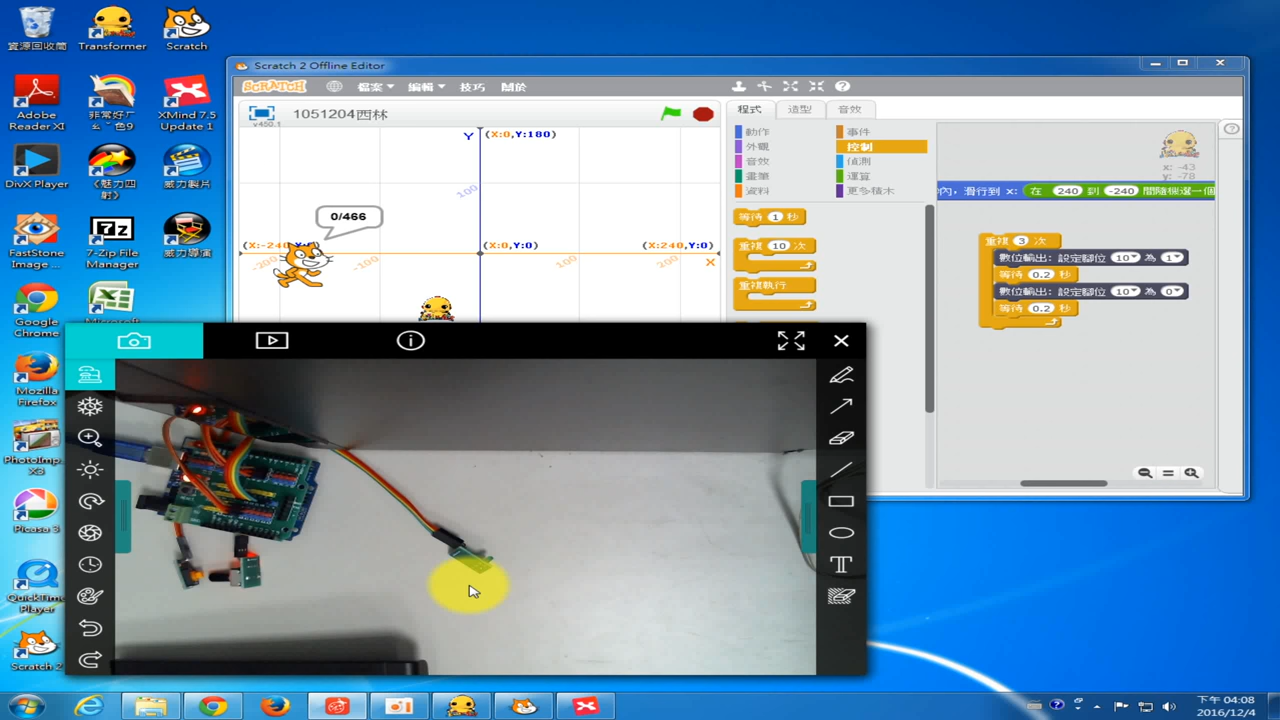 資源回收筒
Transformer
Scratch
Adobe
Reader XI
非常好ㄏ
ㄠˇ色9
XMind 7.5
Update 1
DivX Player
《魅力四
射》
威力製片
FastStone
Image ...
7-Zip File
Manager
威力導演
Google
Chrome
Mozilla
Firefox
PhotoImp
X3
Picasa 3
QuickTime
Player
Scratch 2
Scratch 2 Offline Editor
SCRATCH
檔案
編輯
技巧
關於
v450.1
1051204西林
Y
(X:0,Y:180)
100
0/466
(X:-240,Y:0)
(X:0,Y:0)
(X:240,Y:0)
-200
-100
100
200
X
程式
造型
音效
動作
事件
外觀
控制
音效
偵測
畫筆
運算
資料
更多積木
等待 1 秒
重複 10 次
重複執行
x: -43
y: -78
內，滑行到 x: 在 240 到 -240 間隨機選一個
重複 3 次
數位輸出: 設定腳位 10 為 1
等待 0.2 秒
數位輸出: 設定腳位 10 為 0
等待 0.2 秒
T
下午 04:08
2016/12/4